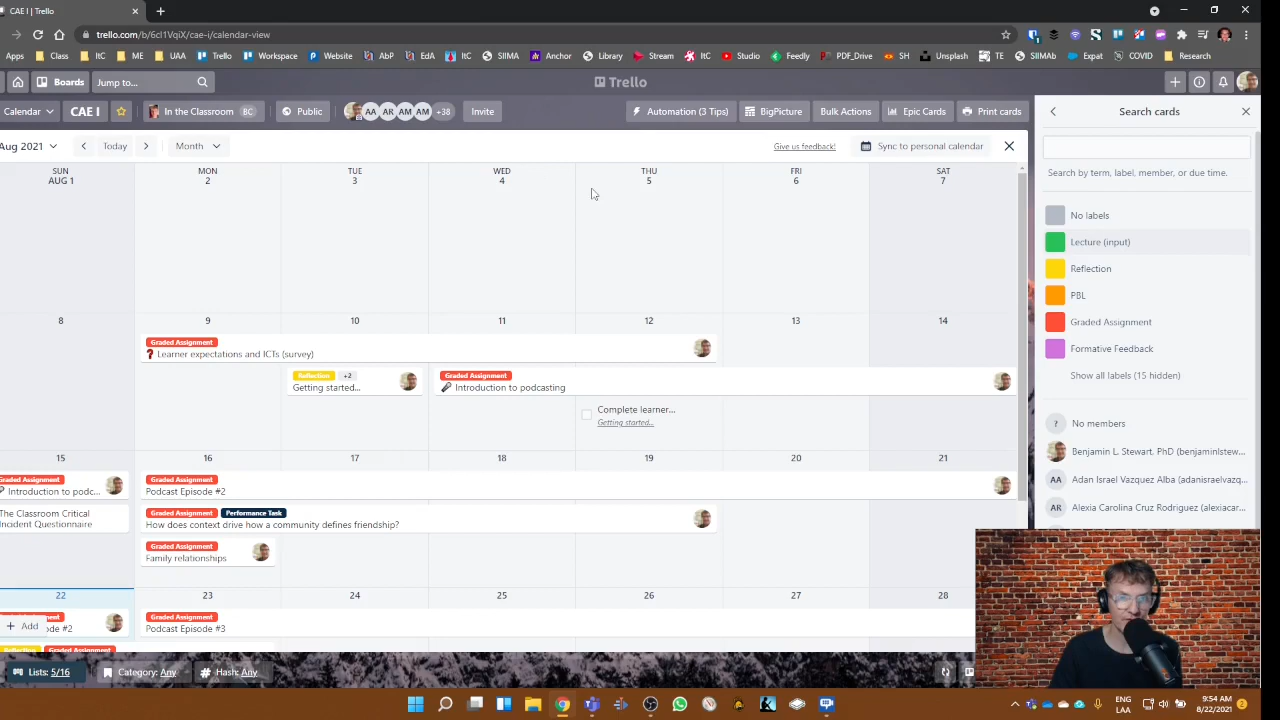 CAE I | Trello
trello.com/b/6cl1VqiX/cae-i/calendar-view
Apps Class ItC ME UAA Trello Workspace Website AbP EdA ItC SIIMA Anchor Library Stream ItC Studio Feedly PDF_Drive SH Unsplash TE SIIMAb Expat COVID Research
Boards Jump to... Trello
Calendar CAE I In the Classroom BC Public AA AR AM AM +38 Invite Automation (3 Tips) BigPicture Bulk Actions Epic Cards Print cards
Search cards
Aug 2021 Today Month Give us feedback! Sync to personal calendar
Search by term, label, member, or due time.
SUN MON TUE WED THU FRI SAT
AUG 1 2 3 4 5 6 7
No labels
Lecture (input)
Reflection
PBL
Graded Assignment
Formative Feedback
Show all labels (15 hidden)
? No members
Benjamin L. Stewart, PhD (benjaminlstew...
AA Adan Israel Vazquez Alba (adanisraelvazq...
AR Alexia Carolina Cruz Rodriguez (alexiacar...
8 9 10 11 12 13 14
Graded Assignment
❓ Learner expectations and ICTs (survey)
Reflection +2
Getting started...
Graded Assignment
Introduction to podcasting
Complete learner...
Getting started...
15 16 17 18 19 20 21
Graded Assignment
Introduction to podc...
The Classroom Critical
Incident Questionnaire
Graded Assignment
Podcast Episode #2
Graded Assignment Performance Task
How does context drive how a community defines friendship?
Graded Assignment
Family relationships
22 23 24 25 26 27 28
+ Add
Graded Assignment
Podcast Episode #3
Lists: 5/16 Category: Any Hash: Any
ENG
LAA
9:54 AM
8/22/2021
2